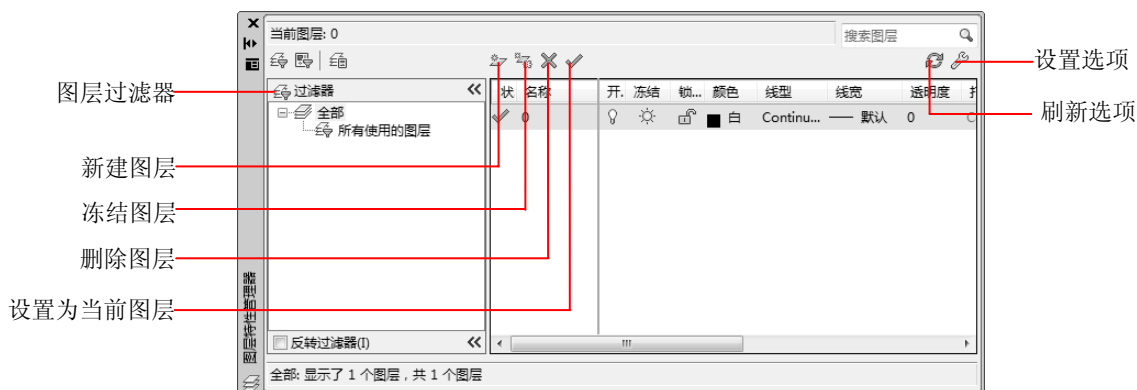 当前图层: 0
搜索图层
设置选项
图层过滤器
过滤器
状 名称 开. 冻结 锁... 颜色 线型 线宽 透明度
全部
0 白 Continu... 默认 0
刷新选项
所有使用的图层
新建图层
冻结图层
删除图层
设置为当前图层
图层特性管理器
反转过滤器(I)
全部: 显示了 1 个图层 , 共 1 个图层